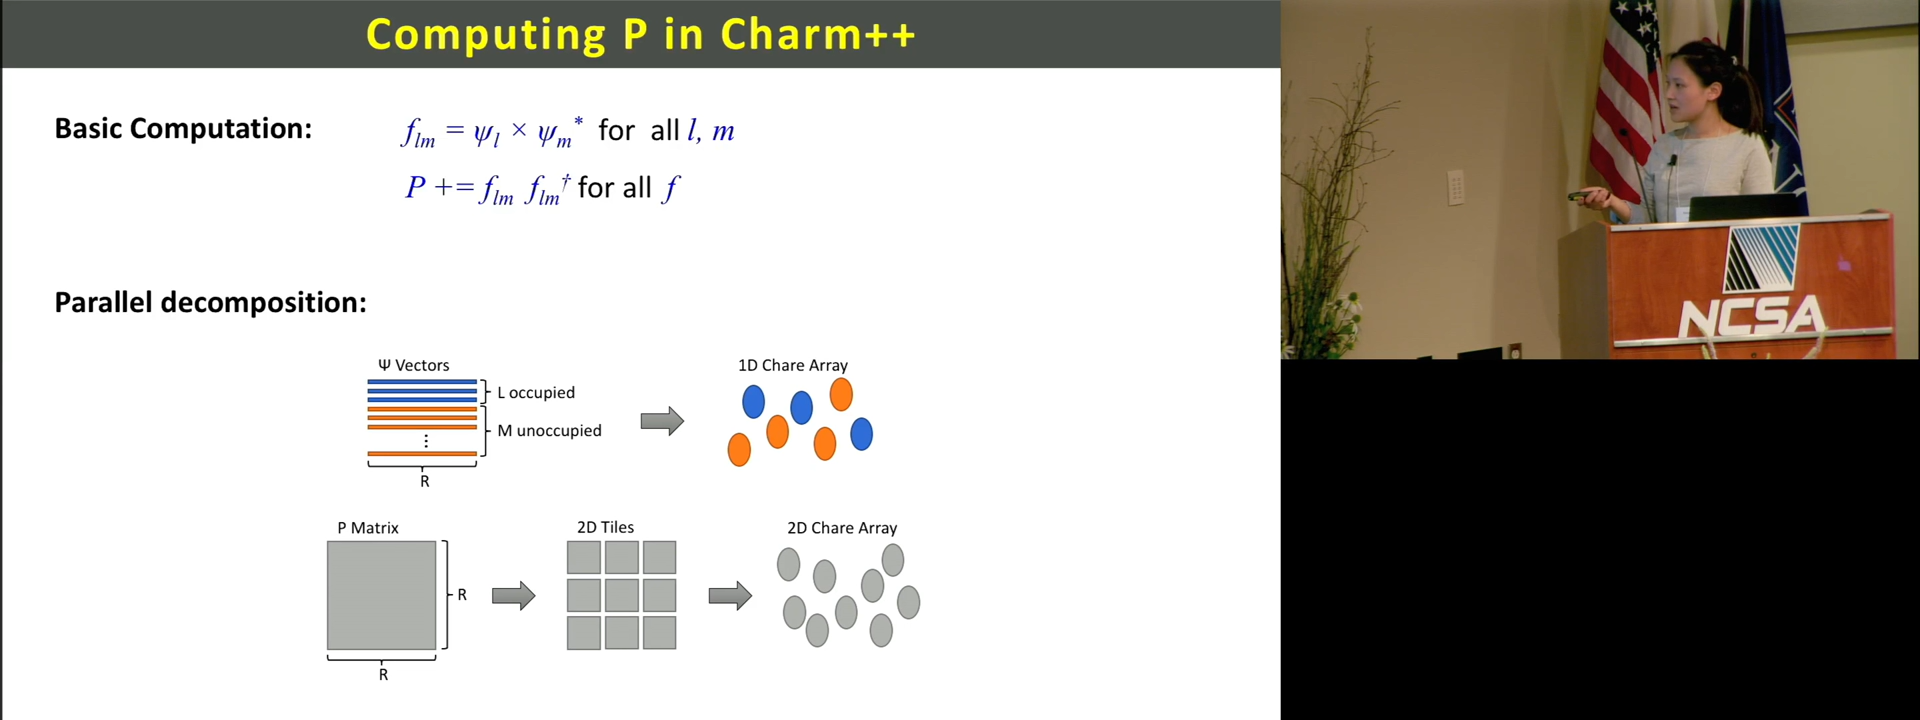 Computing P in Charm++
Basic Computation:
f_lm = ψ_l × ψ_m* for all l, m
P += f_lm f_lm† for all f
Parallel decomposition:
Ψ Vectors
L occupied
M unoccupied
⋮
R
1D Chare Array
P Matrix
R
R
2D Tiles
2D Chare Array
NCSA